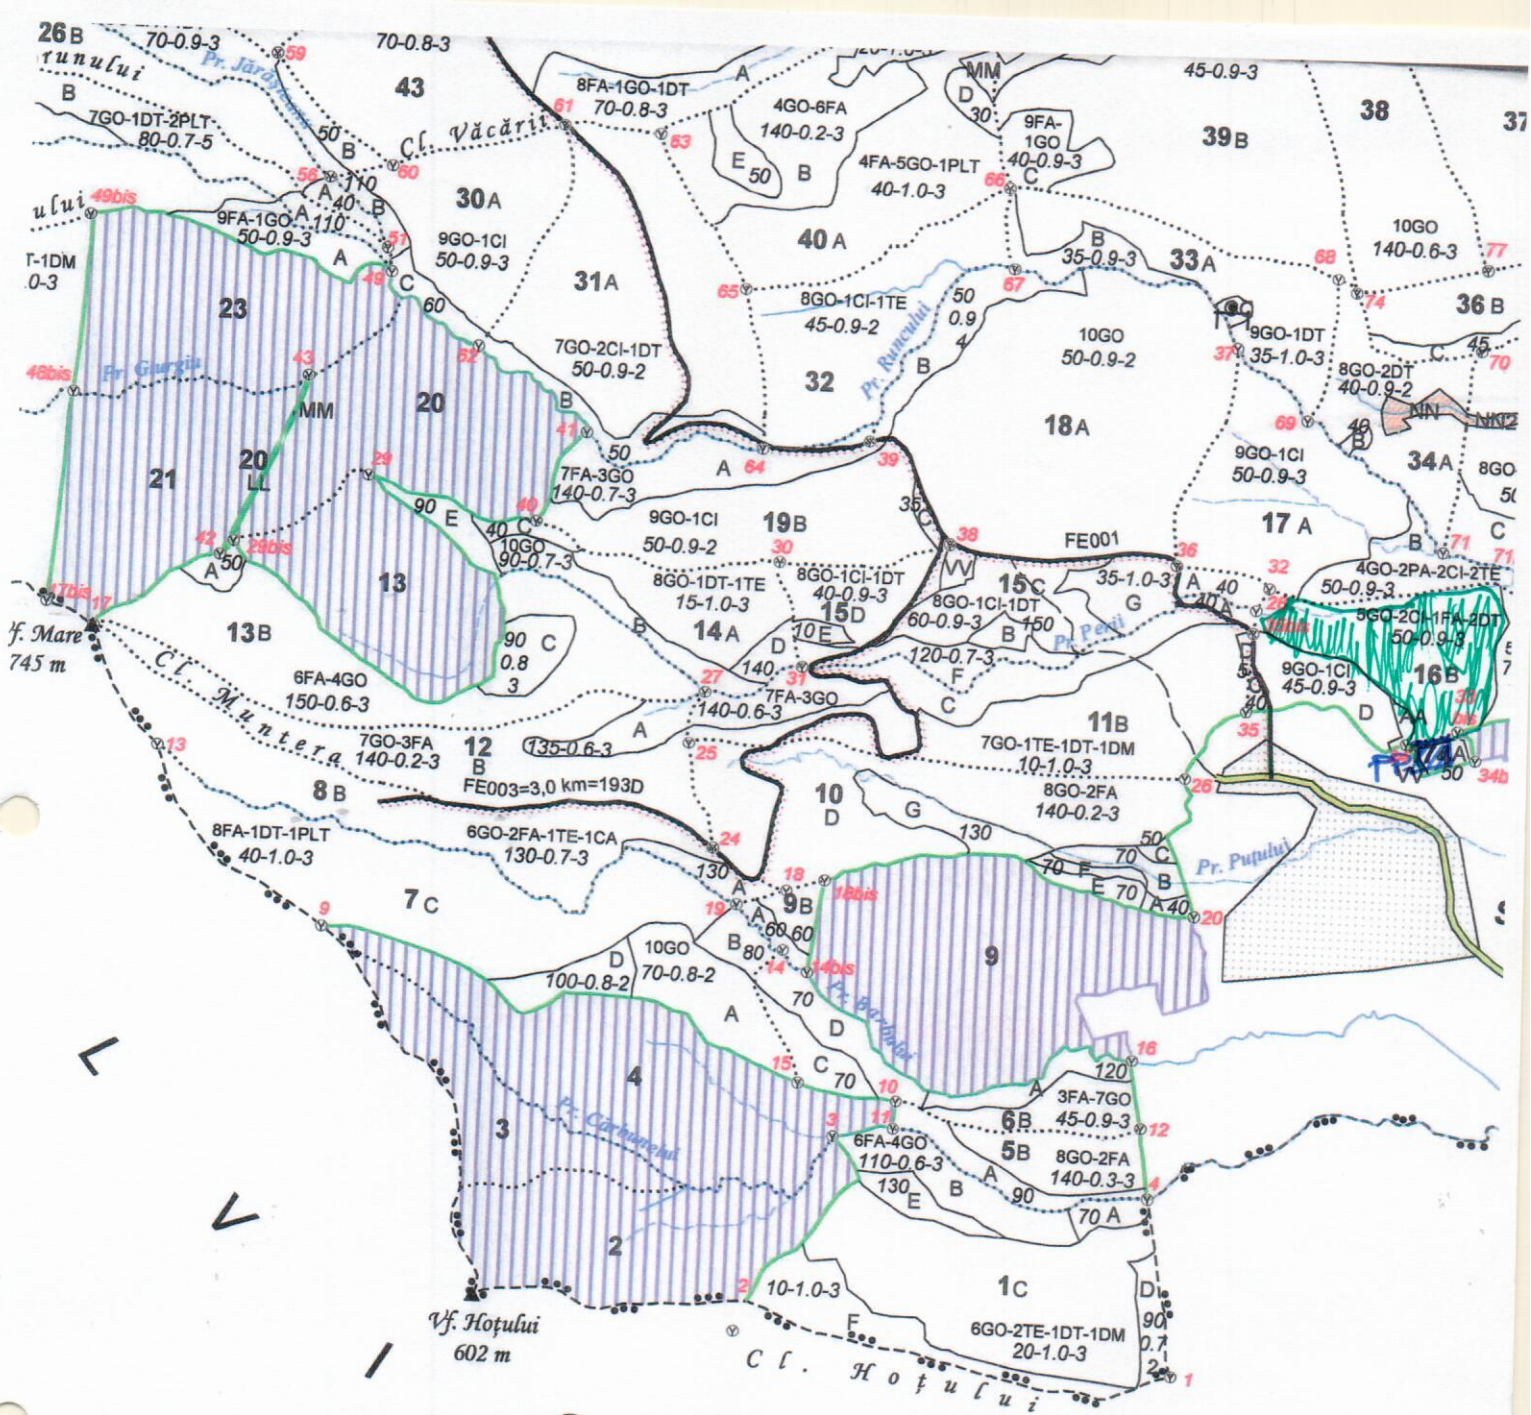 26B
70-0.9-3
59
70-0.8-3
43
runului
Pr. Jărăștean
B
7GO-1DT-2PLT
80-0.7-5
50
B
Cl. Văcării
61
8FA-1GO-1DT
70-0.8-3
A
63
4GO-6FA
140-0.2-3
E
50
B
MM
D
30
9FA-
1GO
40-0.9-3
C
45-0.9-3
38
39B
37
56
60
110
A
40
B
A
110
ului
49bis
9FA-1GO
50-0.9-3
A
51
49
C
60
30A
9GO-1CI
50-0.9-3
31A
4FA-5GO-1PLT
40-1.0-3
66
40A
B
35-0.9-3
33A
10GO
140-0.6-3
68
77
74
36B
-1DM
.0-3
23
65
8GO-1CI-1TE
45-0.9-2
67
50
0.9
4
B
Pr. Runcului
10GO
50-0.9-2
9GO-1DT
35-1.0-3
37
45
C
70
8GO-2DT
40-0.9-2
NN
48bis
Pr. Giurgiu
43
MM
62
7GO-2CI-1DT
50-0.9-2
32
20
B
41
50
18A
69
46
B
34A
9GO-1CI
50-0.9-3
8GO
21
20
LL
29
64
39
A
7FA-3GO
140-0.7-3
90
E
40
40
C
10GO
90-0.7-3
9GO-1CI
50-0.9-2
19B
35
38
FE001
17A
36
C
B
71
71
42
29bis
A
50
13
30
8GO-1DT-1TE
15-1.0-3
8GO-1CI-1DT
40-0.9-3
VV
15C
35-1.0-3
A
40
32
4GO-2PA-2CI-2TE
50-0.9-3
17bis
17
Vf. Mare
745 m
13B
15D
10
E
8GO-1CI-1DT
60-0.9-3
G
40
A
28
5GO-2CI-1FA-2DT
50-0.9-3
B
150
Pr. Perii
B
14A
D
140
31
120-0.7-3
F
9GO-1CI
45-0.9-3
16B
90
0.8
3
C
Cl. Muntera
6FA-4GO
150-0.6-3
27
7FA-3GO
140-0.6-3
C
11B
40
35
D
AA
13
7GO-3FA
140-0.2-3
12
B
A
135-0.6-3
25
7GO-1TE-1DT-1DM
10-1.0-3
VV
A
50
8B
FE003=3,0 km=193D
10
D
8GO-2FA
140-0.2-3
26
G
130
8FA-1DT-1PLT
40-1.0-3
6GO-2FA-1TE-1CA
130-0.7-3
24
50
70
C
Pr. Puțului
130
A
18
18bis
70
F
E
70
B
A
40
20
7C
19
9B
A
60
60
9
D
100-0.8-2
10GO
70-0.8-2
B
80
14
14bis
9
A
70
D
Pr. Barbului
L
4
15
C
70
16
120
A
10
3FA-7GO
45-0.9-3
Pr. Cărbunelui
3
3
11
6B
12
6FA-4GO
110-0.6-3
5B
8GO-2FA
140-0.3-3
A
130
E
B
90
4
70 A
V
2
2
1C
D
10-1.0-3
90
0.7
2
Vf. Hoțului
602 m
F
6GO-2TE-1DT-1DM
20-1.0-3
I
Cl. Hoțului
1